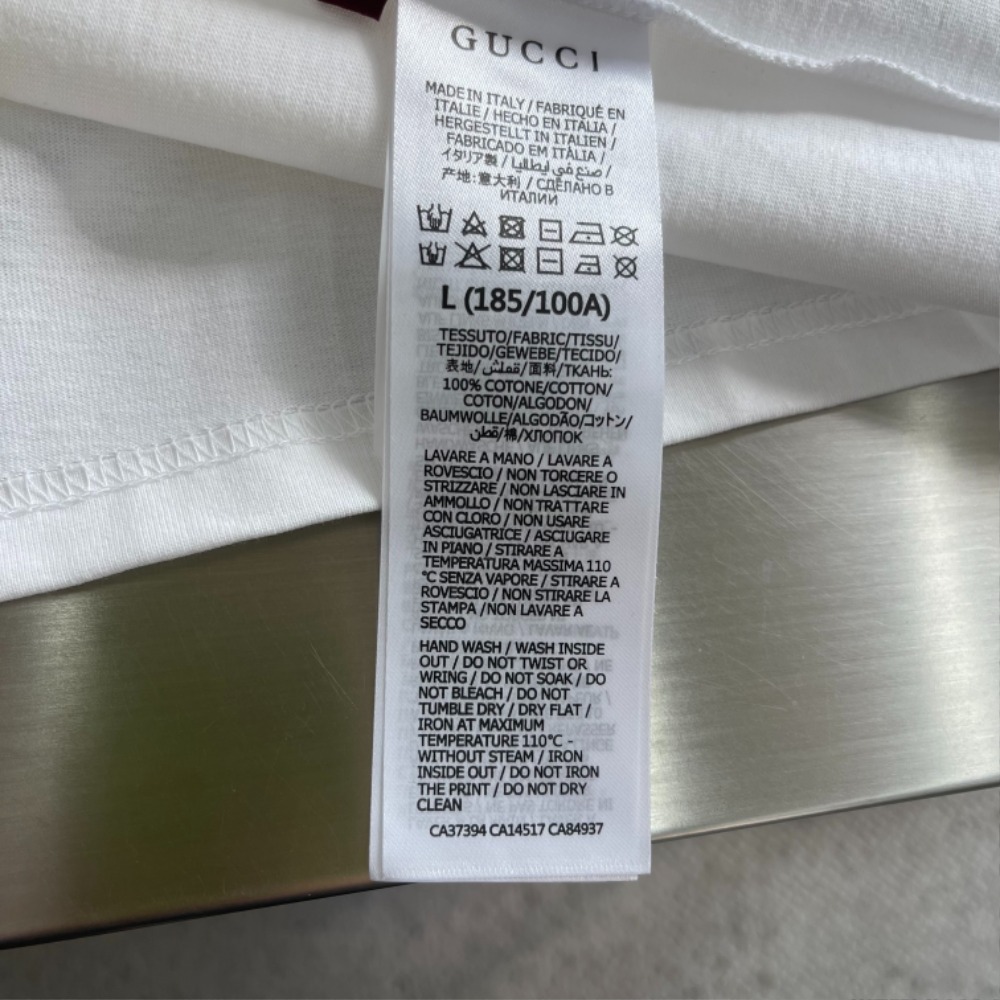 GUCCI
MADE IN ITALY / FABRIQUÉ EN
ITALIE / HECHO EN ITALIA /
HERGESTELLT IN ITALIEN /
FABRICADO EM ITÀLIA /
イタリア製 / صنع في ايطاليا /
产地:意大利 / СДЕЛАНО В
ИТАЛИИ
L (185/100A)
TESSUTO/FABRIC/TISSU/
TEJIDO/GEWEBE/TECIDO/
表地/قماش/面料/ТКАНЬ:
100% COTONE/COTTON/
COTON/ALGODON/
BAUMWOLLE/ALGODÃO/コットン/
قطن/棉/ХЛОПОК
LAVARE A MANO / LAVARE A
ROVESCIO / NON TORCERE O
STRIZZARE / NON LASCIARE IN
AMMOLLO / NON TRATTARE
CON CLORO / NON USARE
ASCIUGATRICE / ASCIUGARE
IN PIANO / STIRARE A
TEMPERATURA MASSIMA 110
°C SENZA VAPORE / STIRARE A
ROVESCIO / NON STIRARE LA
STAMPA /NON LAVARE A
SECCO
HAND WASH / WASH INSIDE
OUT / DO NOT TWIST OR
WRING / DO NOT SOAK / DO
NOT BLEACH / DO NOT
TUMBLE DRY / DRY FLAT /
IRON AT MAXIMUM
TEMPERATURE 110°C -
WITHOUT STEAM / IRON
INSIDE OUT / DO NOT IRON
THE PRINT / DO NOT DRY
CLEAN
CA37394 CA14517 CA84937